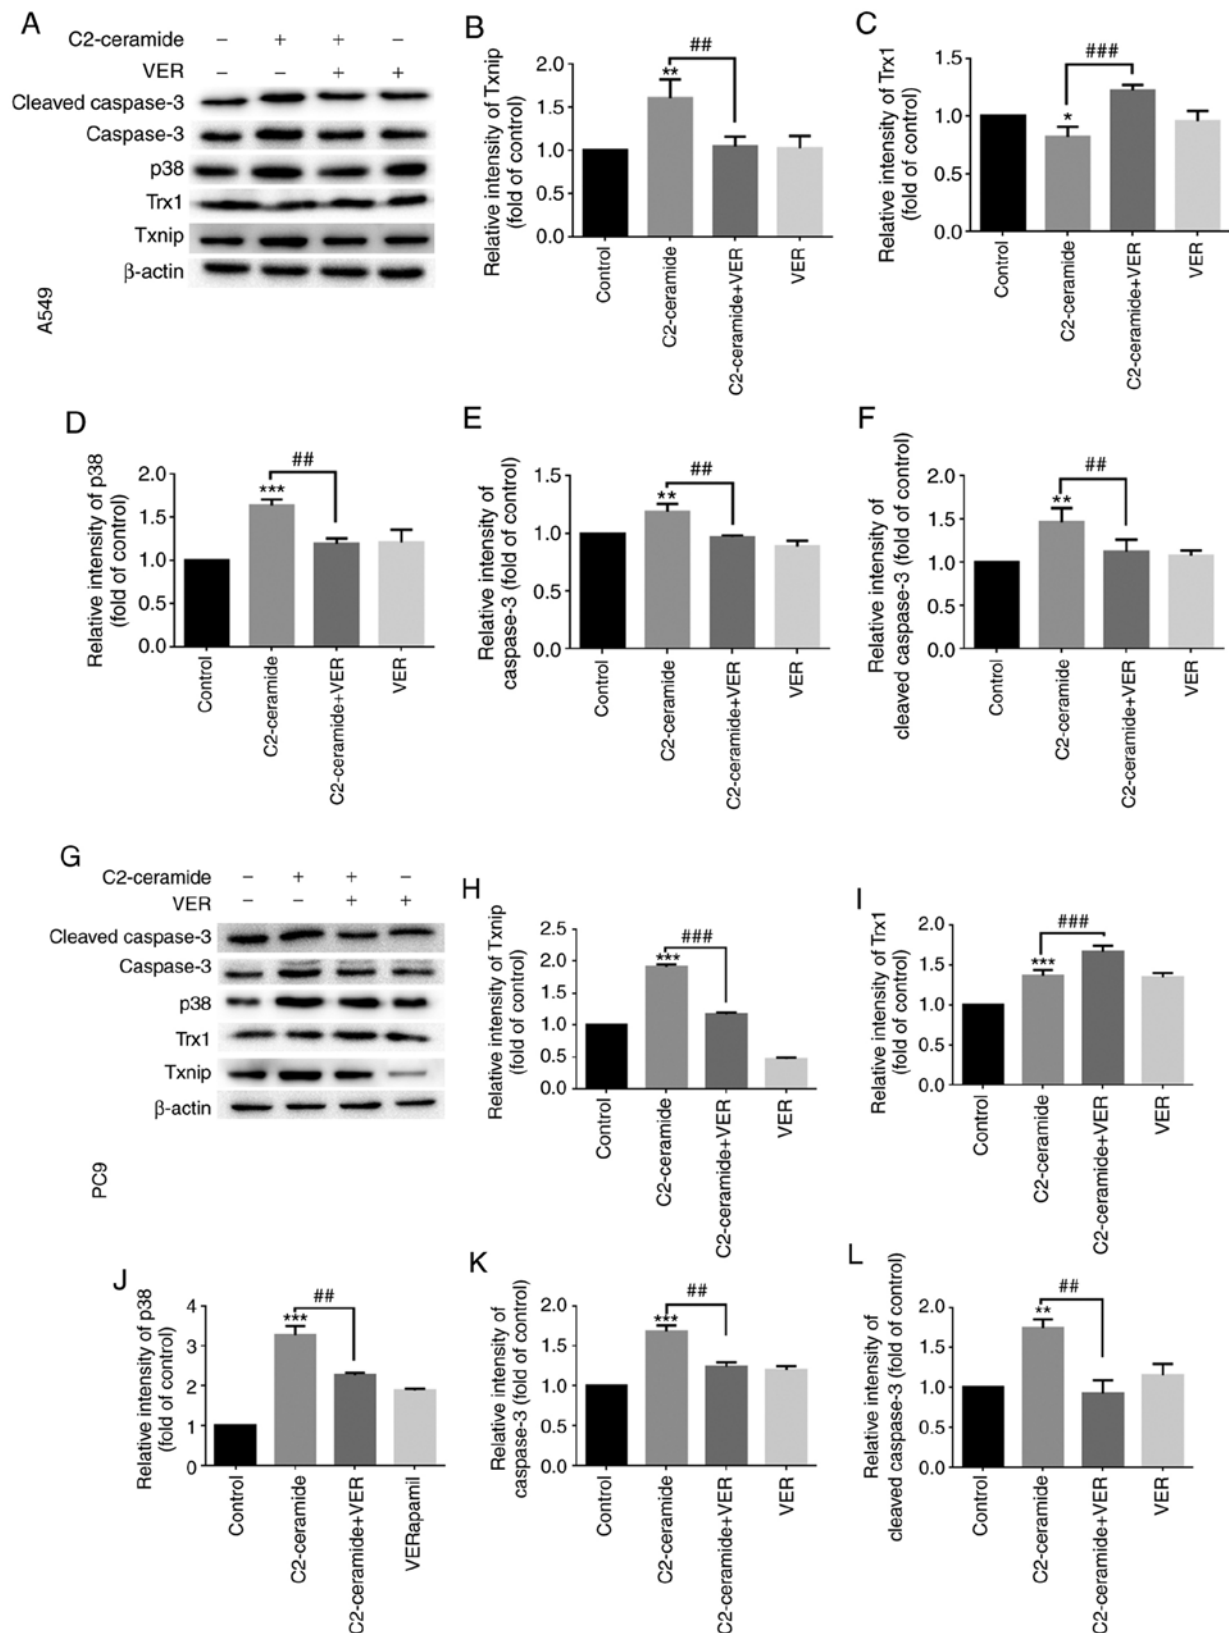 A
C2-ceramide – + + –
VER – – + +
Cleaved caspase-3
Caspase-3
p38
Trx1
Txnip
β-actin
A549
B
Relative intensity of Txnip
(fold of control)
2.0
1.5
1.0
0.5
0.0
**
##
Control
C2-ceramide
C2-ceramide+VER
VER
C
Relative intensity of Trx1
(fold of control)
1.5
1.0
0.5
0.0
*
###
Control
C2-ceramide
C2-ceramide+VER
VER
D
Relative intensity of p38
(fold of control)
2.0
1.5
1.0
0.5
0.0
***
##
Control
C2-ceramide
C2-ceramide+VER
VER
E
Relative intensity of
caspase-3 (fold of control)
1.5
1.0
0.5
0.0
**
##
Control
C2-ceramide
C2-ceramide+VER
VER
F
Relative intensity of
cleaved caspase-3 (fold of control)
2.0
1.5
1.0
0.5
0.0
**
##
Control
C2-ceramide
C2-ceramide+VER
VER
G
C2-ceramide – + + –
VER – – + +
Cleaved caspase-3
Caspase-3
p38
Trx1
Txnip
β-actin
PC9
H
Relative intensity of Txnip
(fold of control)
2.5
2.0
1.5
1.0
0.5
0.0
***
###
Control
C2-ceramide
C2-ceramide+VER
VER
I
Relative intensity of Trx1
(fold of control)
2.0
1.5
1.0
0.5
0.0
***
###
Control
C2-ceramide
C2-ceramide+VER
VER
J
Relative intensity of p38
(fold of control)
4
3
2
1
0
***
##
Control
C2-ceramide
C2-ceramide+VER
VERapamil
K
Relative intensity of
caspase-3 (fold of control)
2.0
1.5
1.0
0.5
0.0
***
##
Control
C2-ceramide
C2-ceramide+VER
VER
L
Relative intensity of
cleaved caspase-3 (fold of control)
2.0
1.5
1.0
0.5
0.0
**
##
Control
C2-ceramide
C2-ceramide+VER
VER